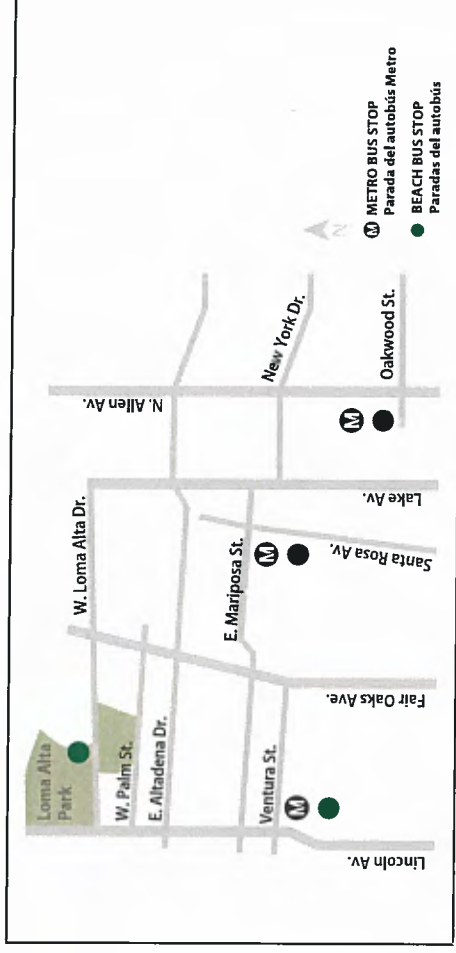 Loma Alta
Park
W. Loma Alta Dr.
W. Palm St.
E. Altadena Dr.
N. Allen Av.
E. Mariposa St.
New York Dr.
Ventura St.
M
M
M
Lincoln Av.
Fair Oaks Ave.
Santa Rosa Av.
Lake Av.
Oakwood St.
N
M METRO BUS STOP
Parada del autobús Metro
BEACH BUS STOP
Paradas del autobús